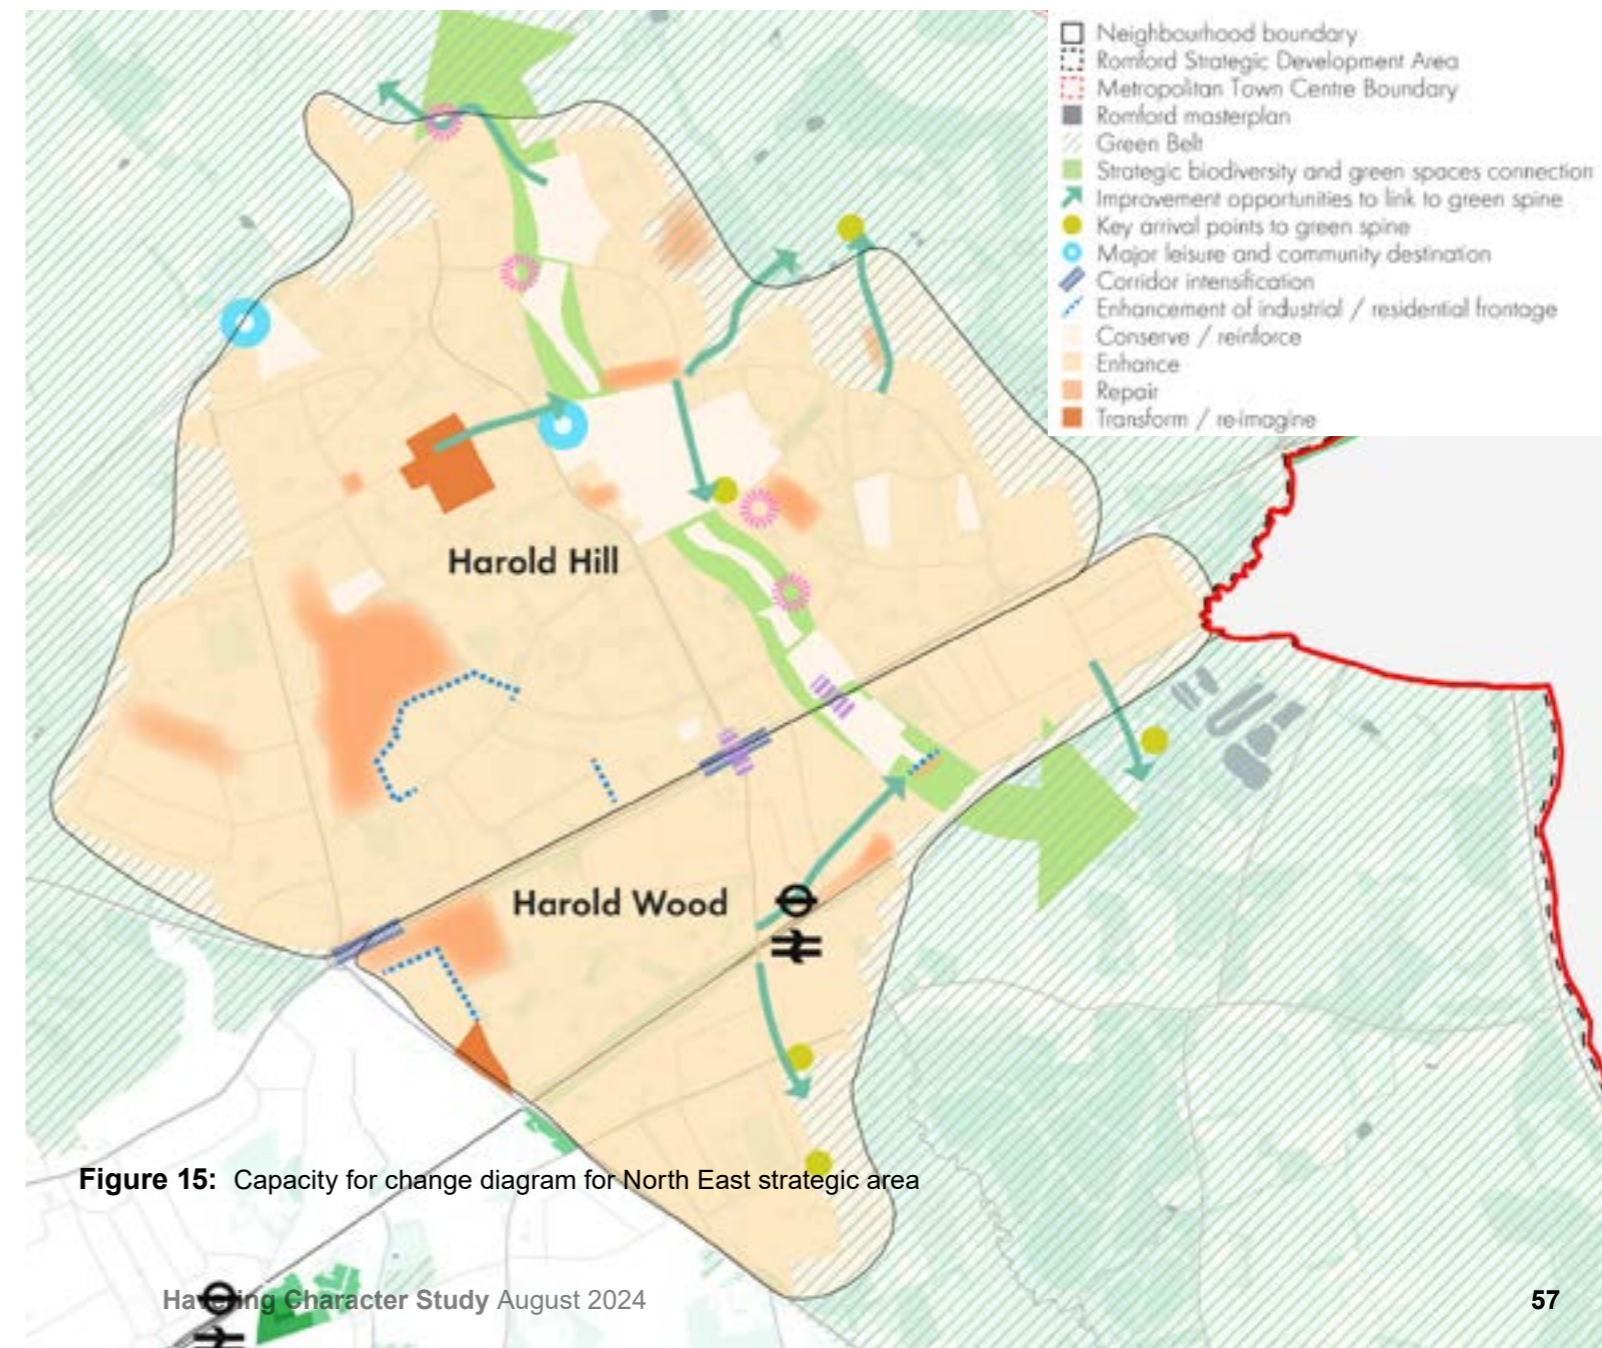 Neighbourhood boundary
Romford Strategic Development Area
Metropolitan Town Centre Boundary
Romford masterplan
Green Belt
Strategic biodiversity and green spaces connection
Improvement opportunities to link to green spine
Key arrival points to green spine
Major leisure and community destination
Corridor intensification
Enhancement of industrial / residential frontage
Conserve / reinforce
Enhance
Repair
Transform / re-imagine
Harold Hill
Harold Wood
Figure 15: Capacity for change diagram for North East strategic area
Havering Character Study August 2024
57